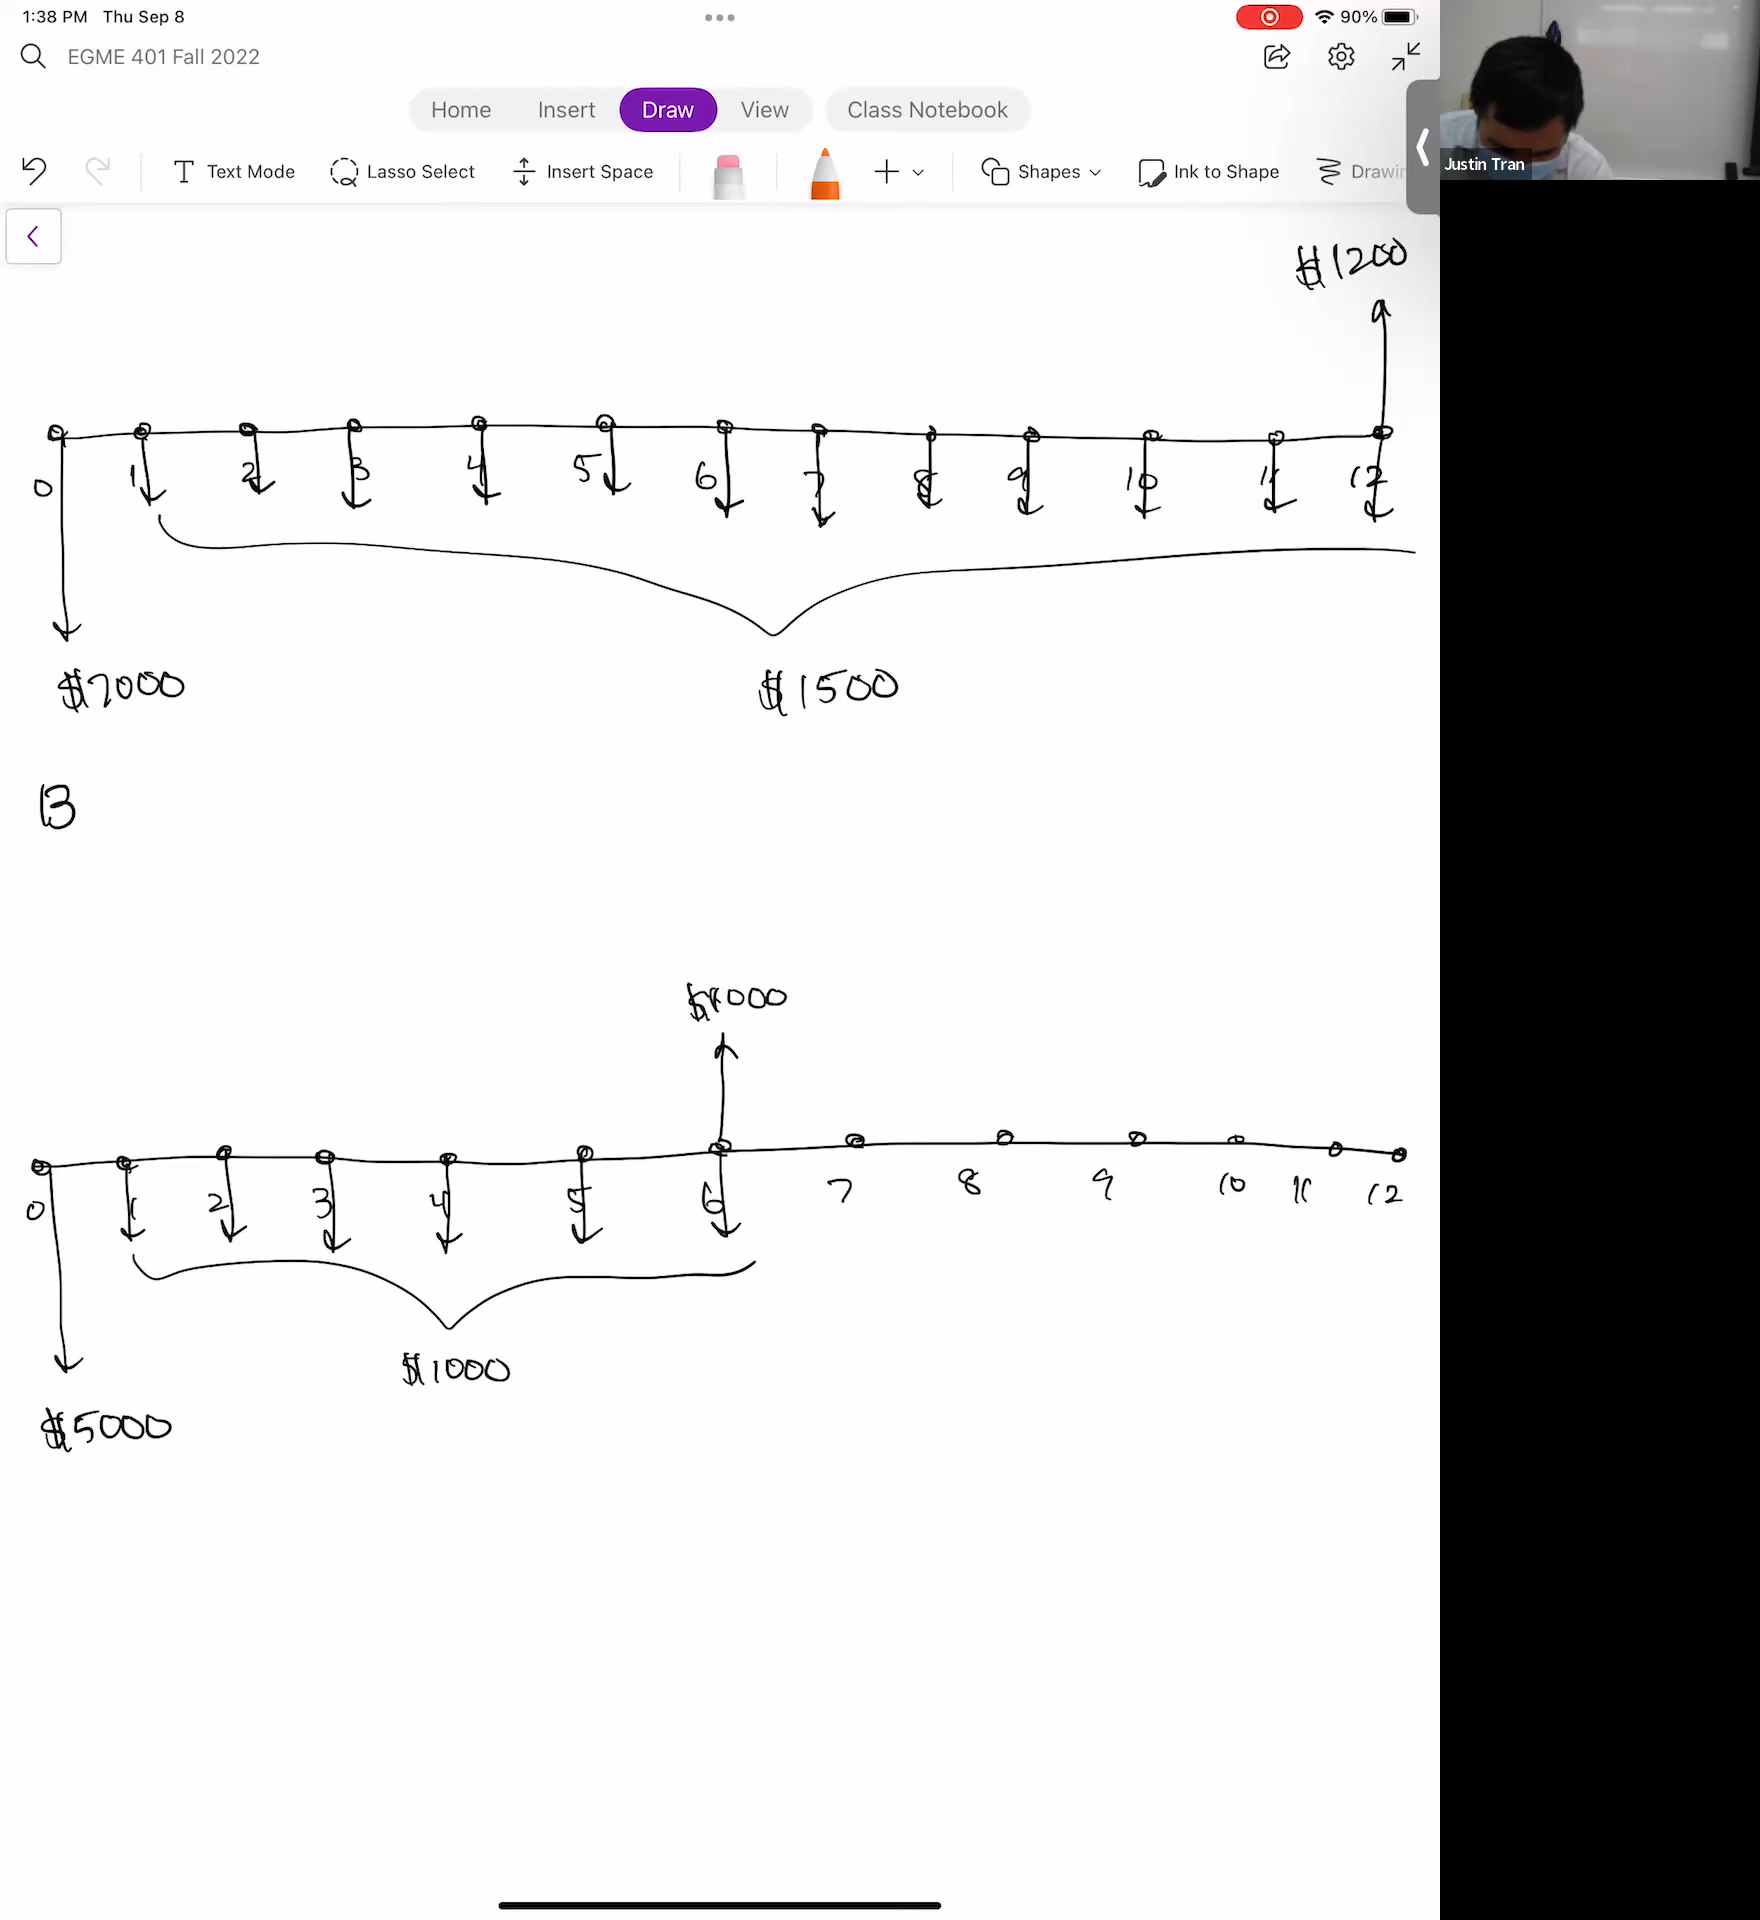 1:38 PM Thu Sep 8
90%
EGME 401 Fall 2022
Home Insert Draw View Class Notebook
Text Mode Lasso Select Insert Space Shapes Ink to Shape Drawin
Justin Tran
$1200
0 1 2 3 4 5 6 7 8 9 10 11 12
$7000
$1500
B
0 1 2 3 4 5 6 7 8 9 10 11 12
$1000
$5000